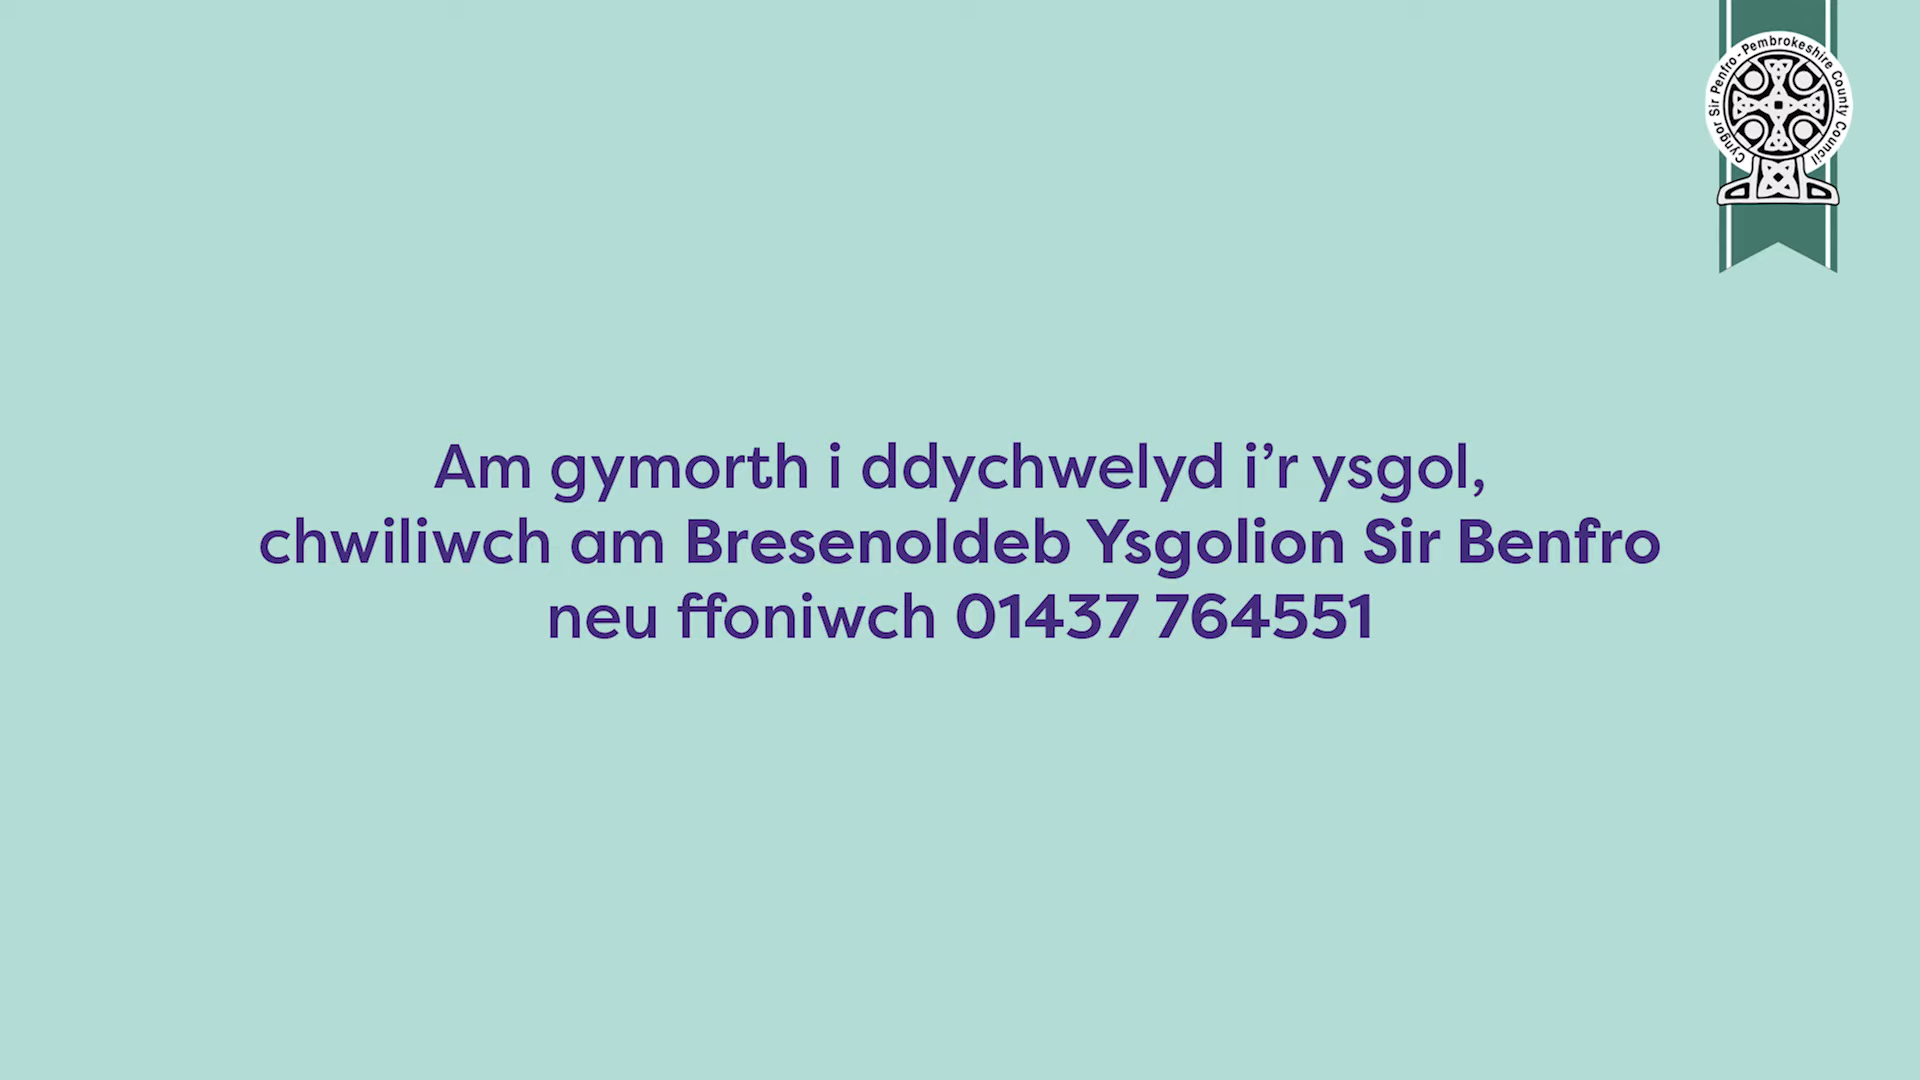 Cyngor Sir Penfro - Pembrokeshire County Council
Am gymorth i ddychwelyd i’r ysgol,
chwiliwch am Bresenoldeb Ysgolion Sir Benfro
neu ffoniwch 01437 764551